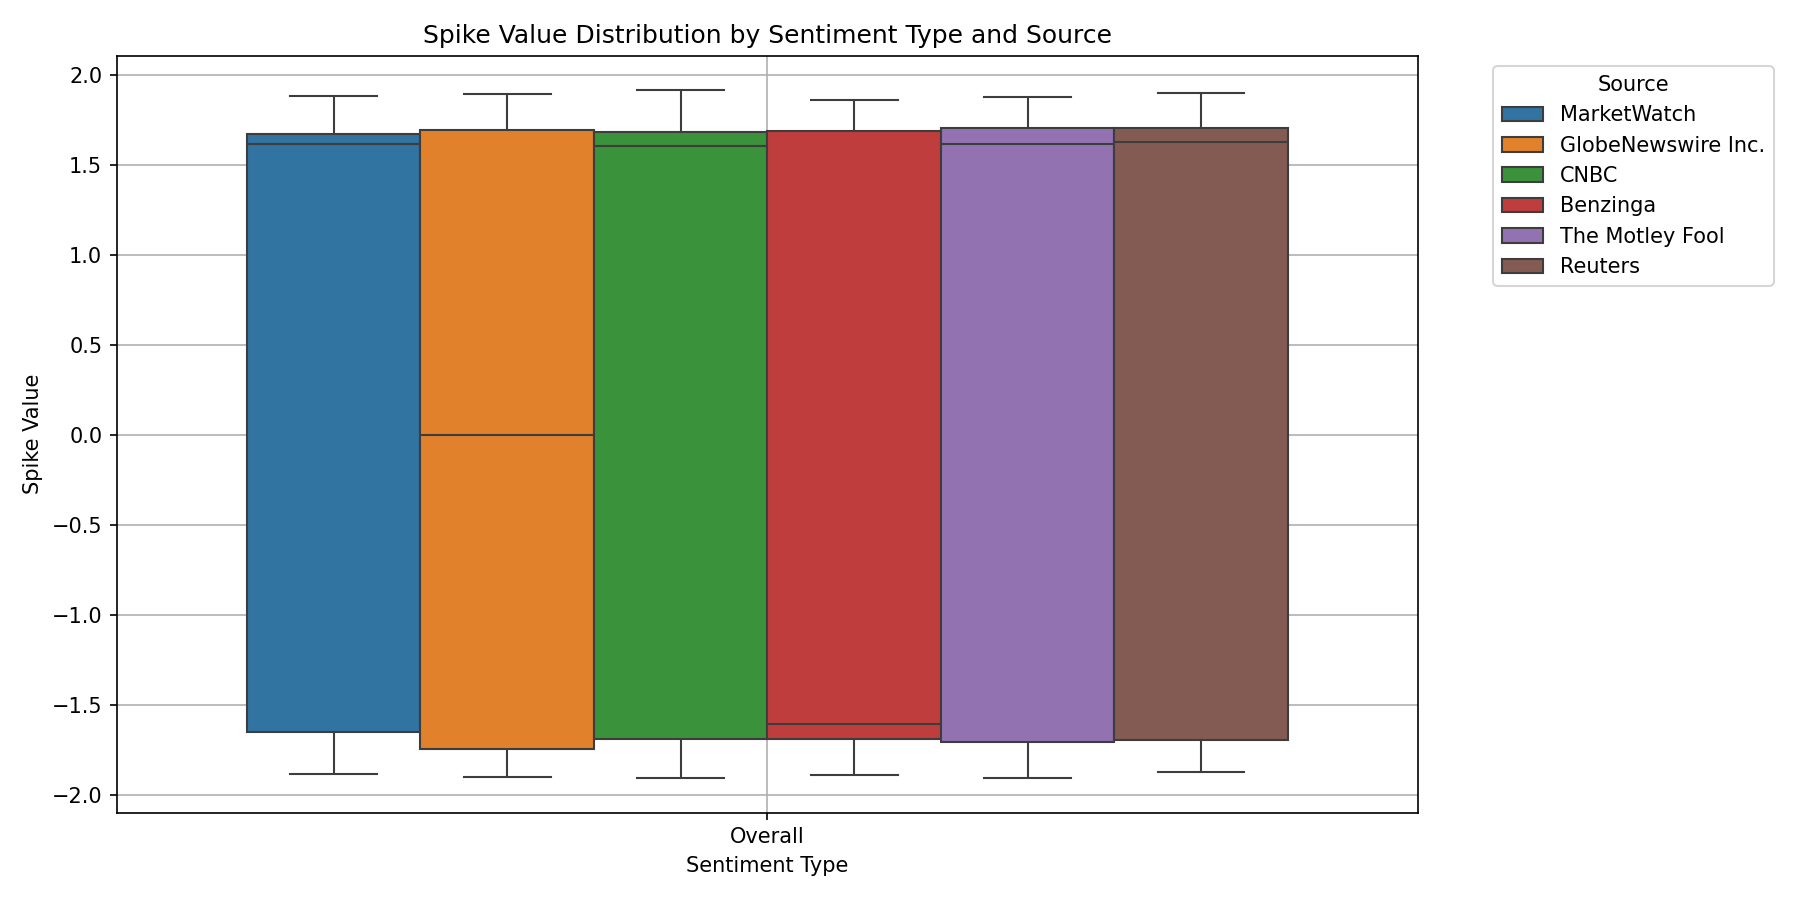 Spike Value Distribution by Sentiment Type and Source
2.0
1.5
1.0
0.5
0.0
−0.5
−1.0
−1.5
−2.0
Spike Value
Overall
Sentiment Type
Source
MarketWatch
GlobeNewswire Inc.
CNBC
Benzinga
The Motley Fool
Reuters